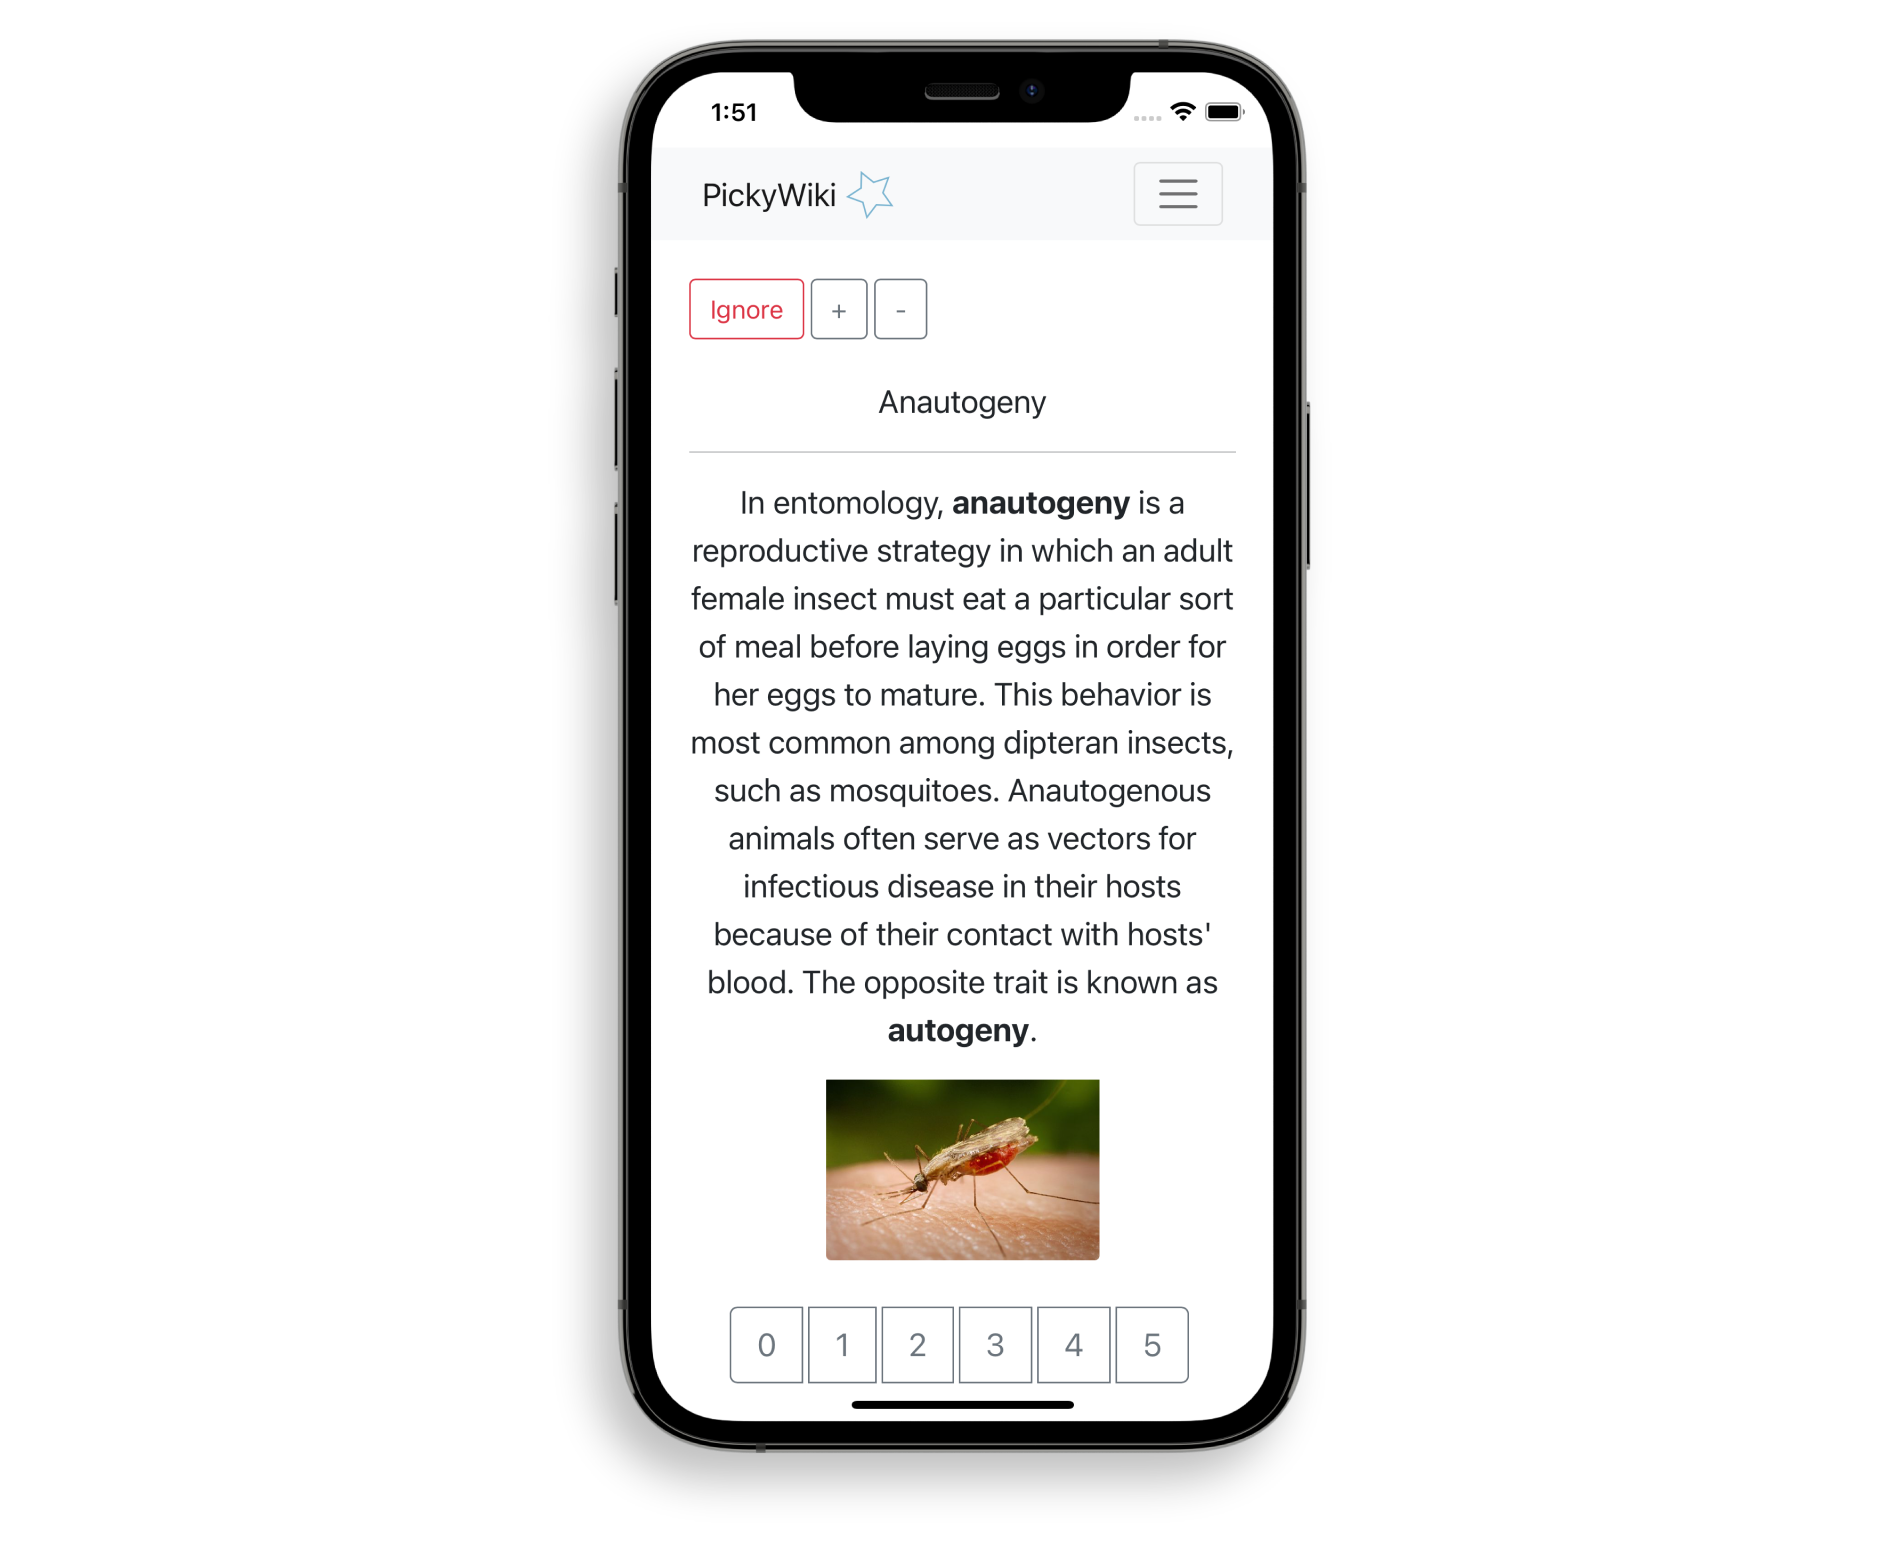 1:51
PickyWiki
Ignore + -
Anautogeny
In entomology, anautogeny is a
reproductive strategy in which an adult
female insect must eat a particular sort
of meal before laying eggs in order for
her eggs to mature. This behavior is
most common among dipteran insects,
such as mosquitoes. Anautogenous
animals often serve as vectors for
infectious disease in their hosts
because of their contact with hosts'
blood. The opposite trait is known as
autogeny.
0 1 2 3 4 5